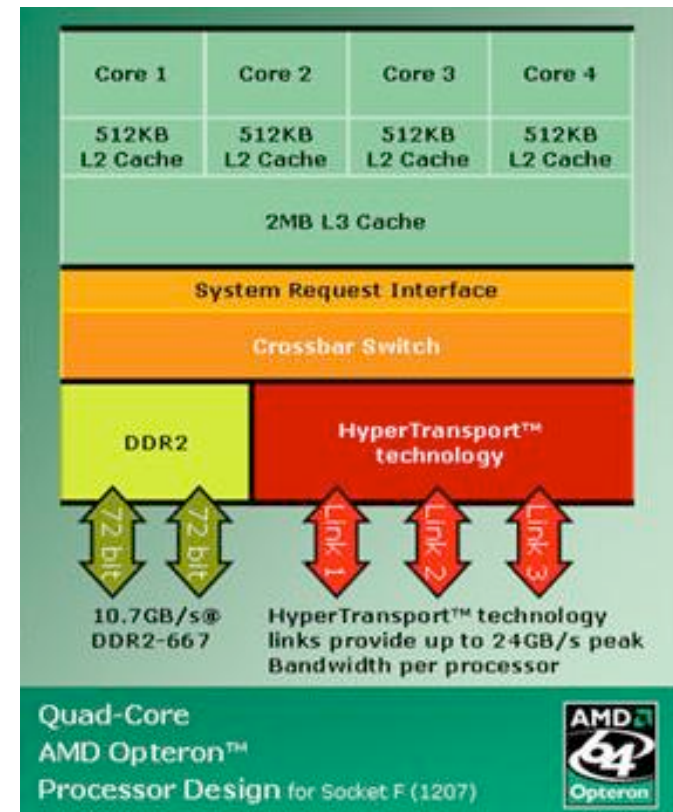 Core 1
Core 2
Core 3
Core 4
512KB
L2 Cache
512KB
L2 Cache
512KB
L2 Cache
512KB
L2 Cache
2MB L3 Cache
System Request Interface
Crossbar Switch
DDR2
HyperTransport™
technology
72 bit
72 bit
Link 1
Link 2
Link 3
10.7GB/s@
DDR2-667
HyperTransport™ technology
links provide up to 24GB/s peak
Bandwidth per processor
Quad-Core
AMD Opteron™
Processor Design for Socket F (1207)
AMD
64
Opteron